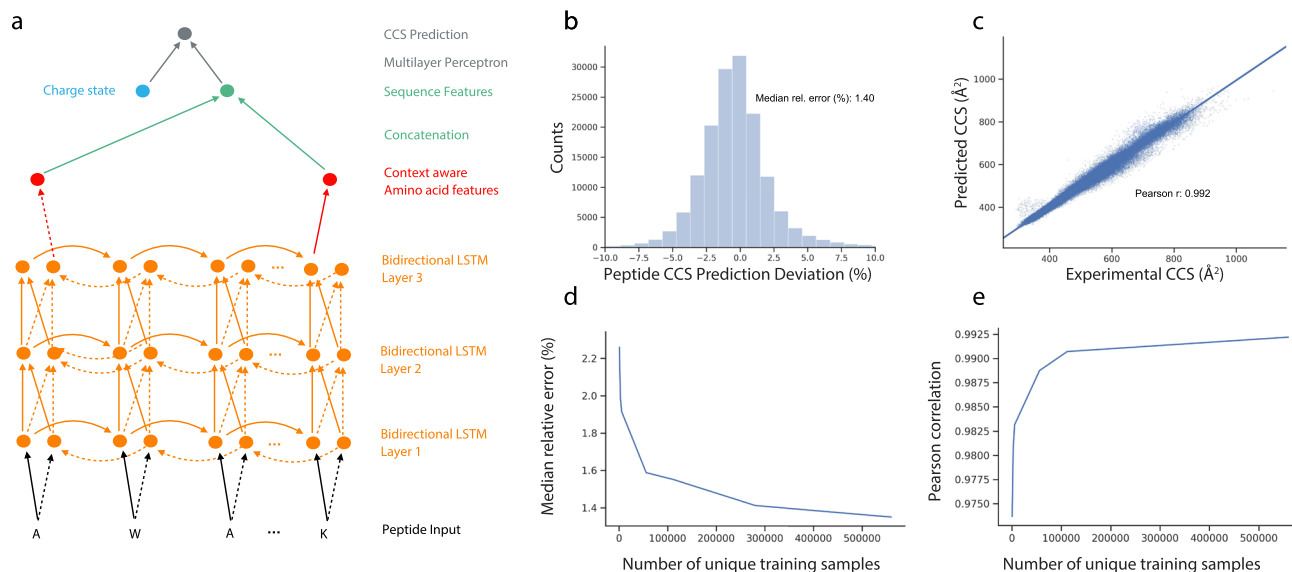 a
CCS Prediction
Multilayer Perceptron
Charge state
Sequence Features
Concatenation
Context aware
Amino acid features
Bidirectional LSTM
Layer 3
...
Bidirectional LSTM
Layer 2
...
Bidirectional LSTM
Layer 1
...
A W A ... K
Peptide Input
b
30000
25000
20000
15000
10000
5000
0
Counts
Median rel. error (%): 1.40
−10.0 −7.5 −5.0 −2.5 0.0 2.5 5.0 7.5 10.0
Peptide CCS Prediction Deviation (%)
c
1000
800
600
400
Predicted CCS (Å²)
Pearson r: 0.992
400 600 800 1000
Experimental CCS (Å²)
d
2.2
2.0
1.8
1.6
1.4
Median relative error (%)
0 100000 200000 300000 400000 500000
Number of unique training samples
e
0.9925
0.9900
0.9875
0.9850
0.9825
0.9800
0.9775
0.9750
Pearson correlation
0 100000 200000 300000 400000 500000
Number of unique training samples